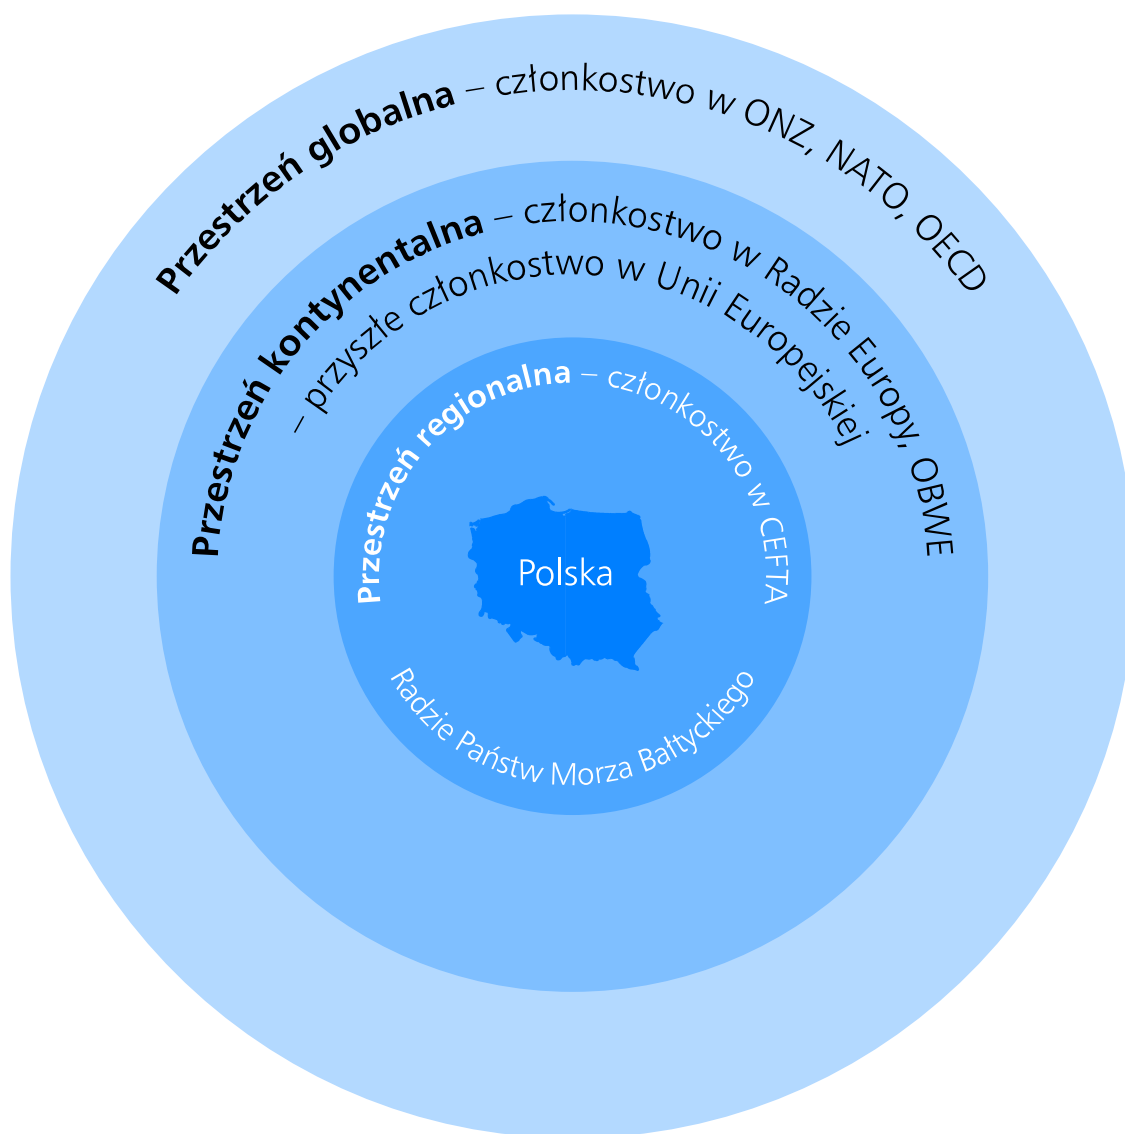 Przestrzeń globalna – członkostwo w ONZ, NATO, OECD
Przestrzeń kontynentalna – członkostwo w Radzie Europy, OBWE
– przyszłe członkostwo w Unii Europejskiej
Przestrzeń regionalna – członkostwo w CEFTA
Polska
Radzie Państw Morza Bałtyckiego